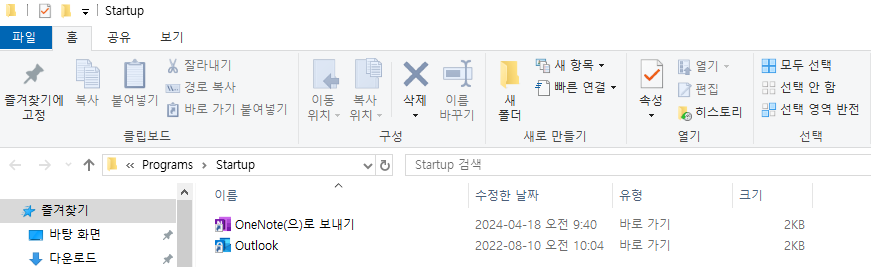 Startup
파일 홈 공유 보기
즐겨찾기에 고정
복사
붙여넣기
잘라내기
경로 복사
바로 가기 붙여넣기
클립보드
이동 위치
복사 위치
삭제
이름 바꾸기
구성
새 폴더
새 항목
빠른 연결
새로 만들기
속성
열기
편집
히스토리
열기
모두 선택
선택 안 함
선택 영역 반전
선택
« Programs > Startup
Startup 검색
즐겨찾기
바탕 화면
다운로드
이름 수정한 날짜 유형 크기
OneNote(으)로 보내기 2024-04-18 오전 9:40 바로 가기 2KB
Outlook 2022-08-10 오전 10:04 바로 가기 2KB